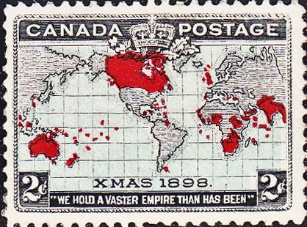 CANADA POSTAGE
XMAS 1898.
2¢ 2¢
"WE HOLD A VASTER EMPIRE THAN HAS BEEN"